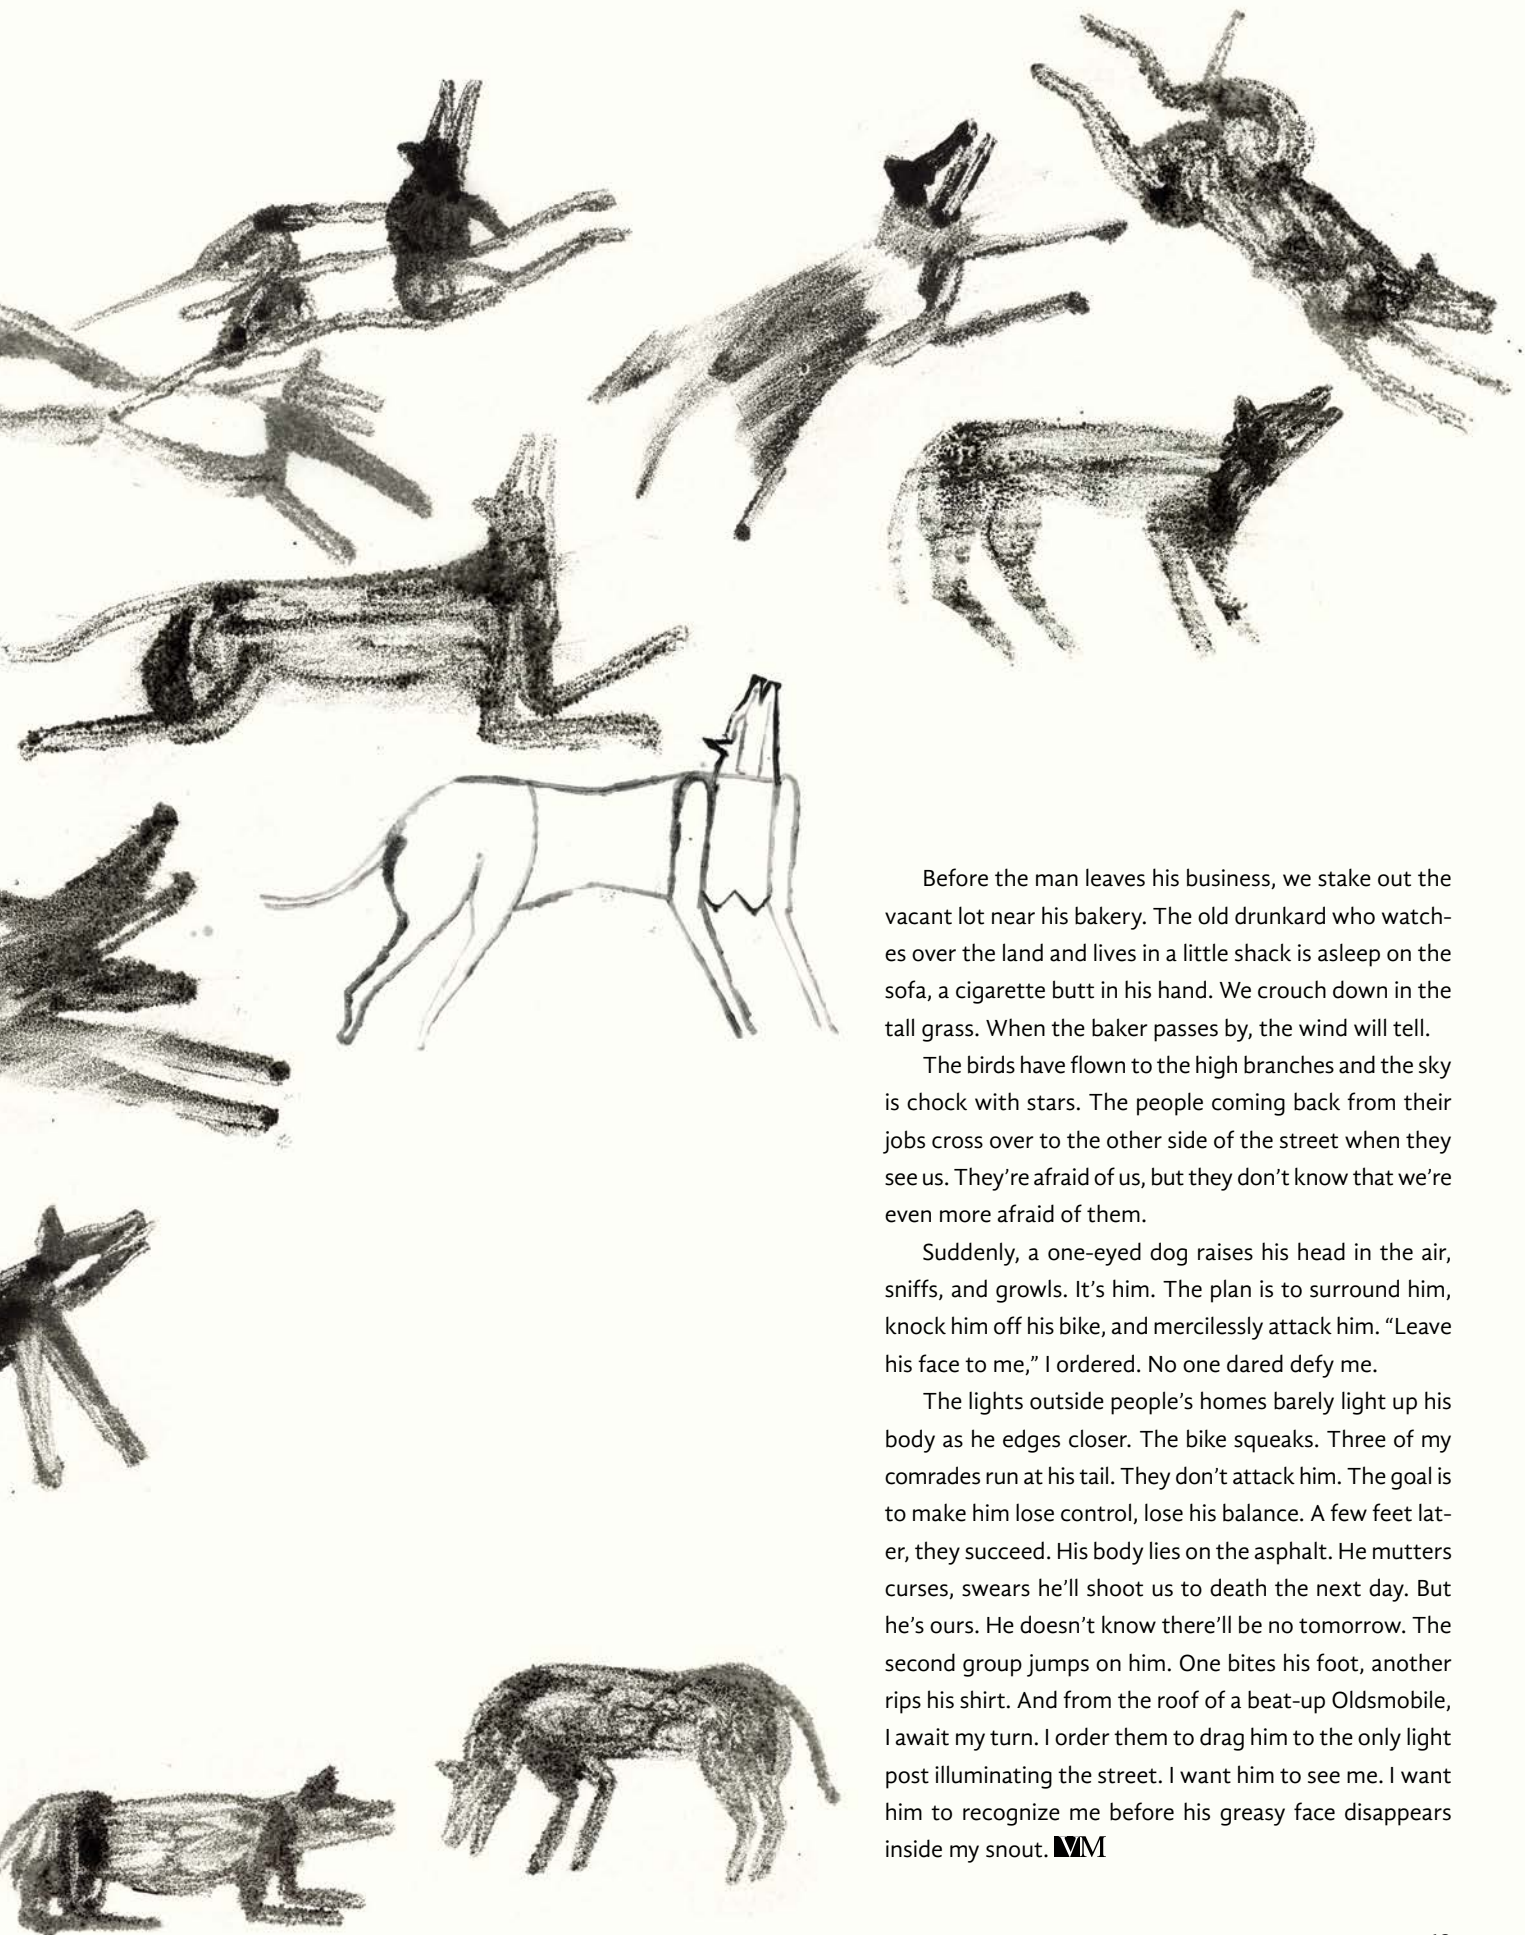 Before the man leaves his business, we stake out the
vacant lot near his bakery. The old drunkard who watch-
es over the land and lives in a little shack is asleep on the
sofa, a cigarette butt in his hand. We crouch down in the
tall grass. When the baker passes by, the wind will tell.
The birds have flown to the high branches and the sky
is chock with stars. The people coming back from their
jobs cross over to the other side of the street when they
see us. They’re afraid of us, but they don’t know that we’re
even more afraid of them.
Suddenly, a one-eyed dog raises his head in the air,
sniffs, and growls. It’s him. The plan is to surround him,
knock him off his bike, and mercilessly attack him. “Leave
his face to me,” I ordered. No one dared defy me.
The lights outside people’s homes barely light up his
body as he edges closer. The bike squeaks. Three of my
comrades run at his tail. They don’t attack him. The goal is
to make him lose control, lose his balance. A few feet lat-
er, they succeed. His body lies on the asphalt. He mutters
curses, swears he’ll shoot us to death the next day. But
he’s ours. He doesn’t know there’ll be no tomorrow. The
second group jumps on him. One bites his foot, another
rips his shirt. And from the roof of a beat-up Oldsmobile,
I await my turn. I order them to drag him to the only light
post illuminating the street. I want him to see me. I want
him to recognize me before his greasy face disappears
inside my snout. VM